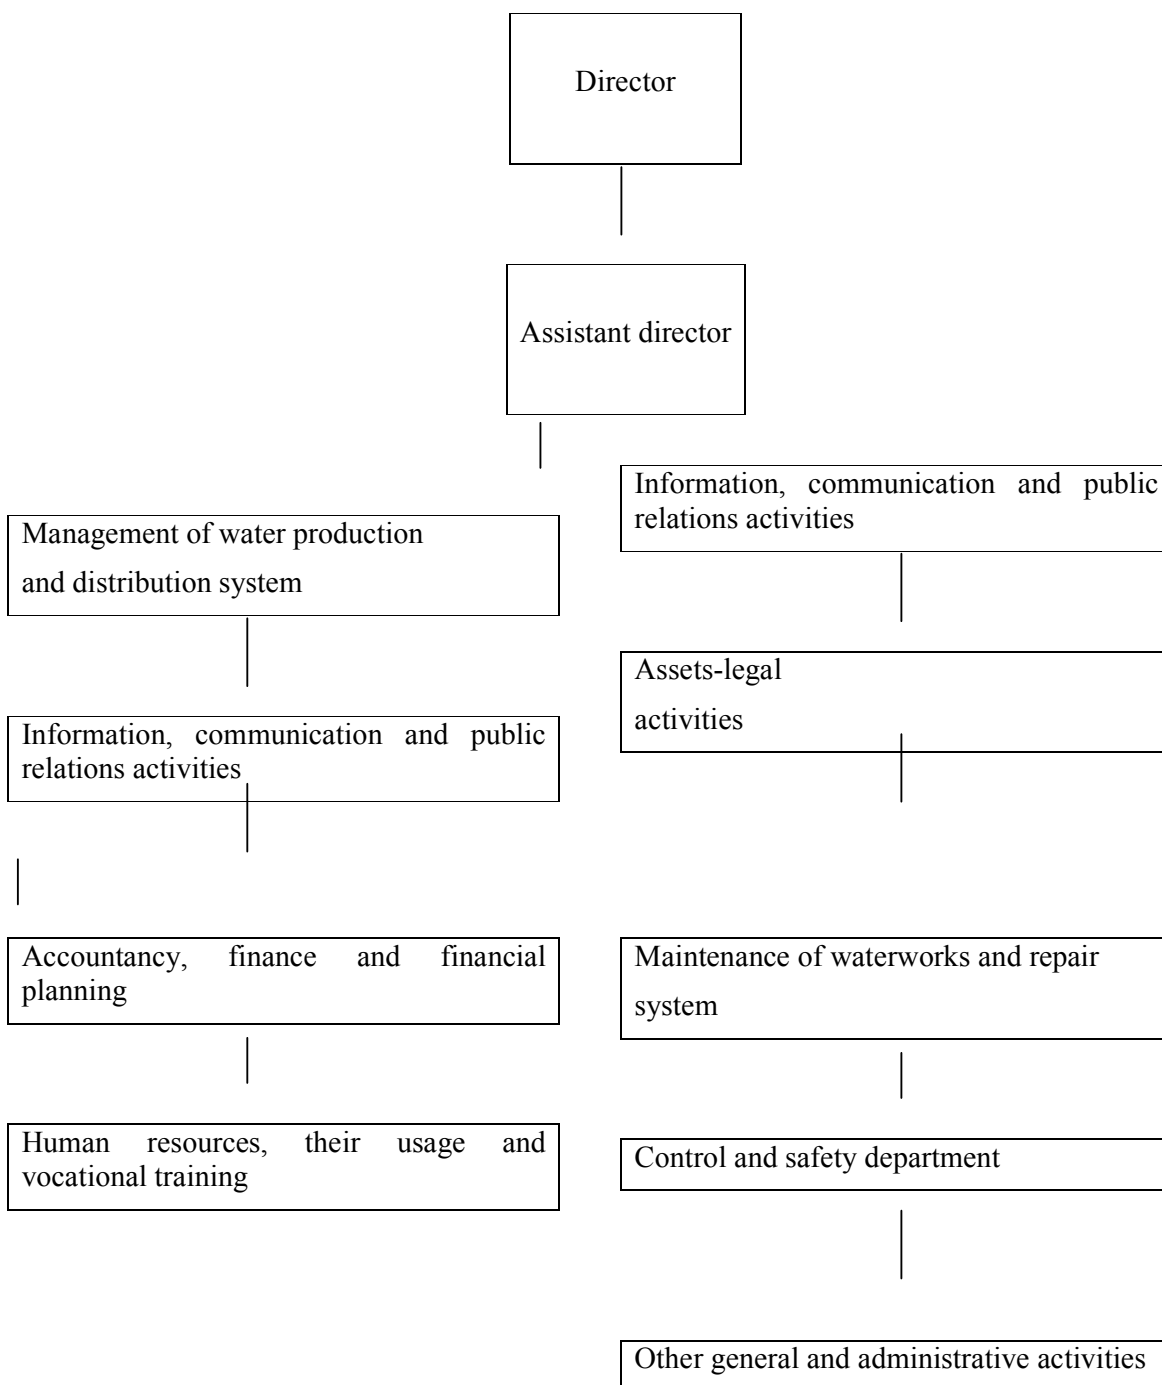 Director
Assistant director
Management of water production
and distribution system
Information, communication and public
relations activities
Accountancy, finance and financial
planning
Human resources, their usage and
vocational training
Information, communication and public
relations activities
Assets-legal
activities
Maintenance of waterworks and repair
system
Control and safety department
Other general and administrative activities